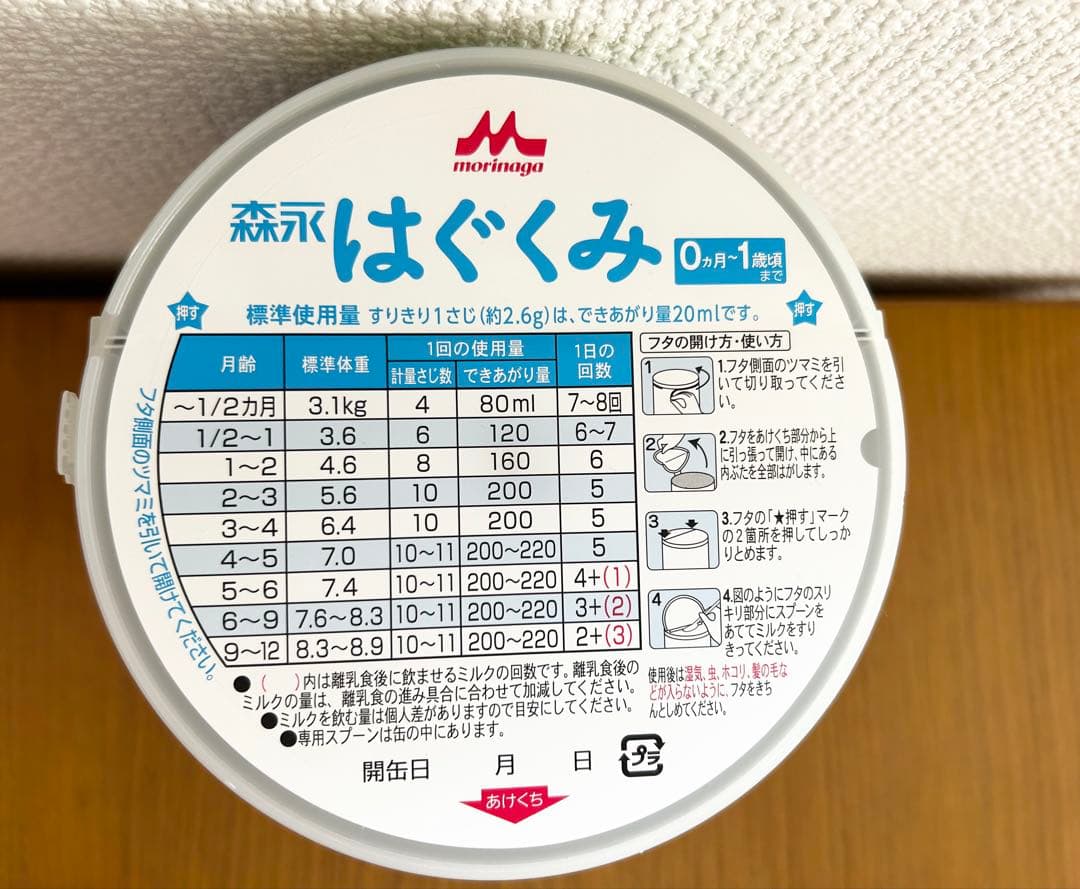 morinaga
森永 はぐくみ 0ヵ月~1歳頃まで
押す
押す
標準使用量 すりきり1さじ(約2.6g)は、できあがり量20mlです。
月齢 標準体重 1回の使用量 1日の回数
計量さじ数 できあがり量
~1/2カ月 3.1kg 4 80ml 7~8回
1/2~1 3.6 6 120 6~7
1~2 4.6 8 160 6
2~3 5.6 10 200 5
3~4 6.4 10 200 5
4~5 7.0 10~11 200~220 5
5~6 7.4 10~11 200~220 4+(1)
6~9 7.6~8.3 10~11 200~220 3+(2)
9~12 8.3~8.9 10~11 200~220 2+(3)
●( )内は離乳食後に飲ませるミルクの回数です。離乳食後の
ミルクの量は、離乳食の進み具合に合わせて加減してください。
●ミルクを飲む量は個人差がありますので目安にしてください。
●専用スプーンは缶の中にあります。
フタの開け方・使い方
1
1.フタ側面のツマミを引
いて切り取ってくださ
い。
2
2.フタをあけくち部分から上
に引っ張って開け、中にある
内ぶたを全部はがします。
3
3.フタの「★押す」マーク
の2箇所を押してしっか
りとめます。
4
4.図のようにフタのスリ
キリ部分にスプーンを
あててミルクをすり
きってください。
使用後は湿気、虫、ホコリ、髪の毛な
どが入らないように、フタをきち
んとしめてください。
フタ側面のツマミを引いて開けてください。
開缶日 月 日
プラ
あけくち